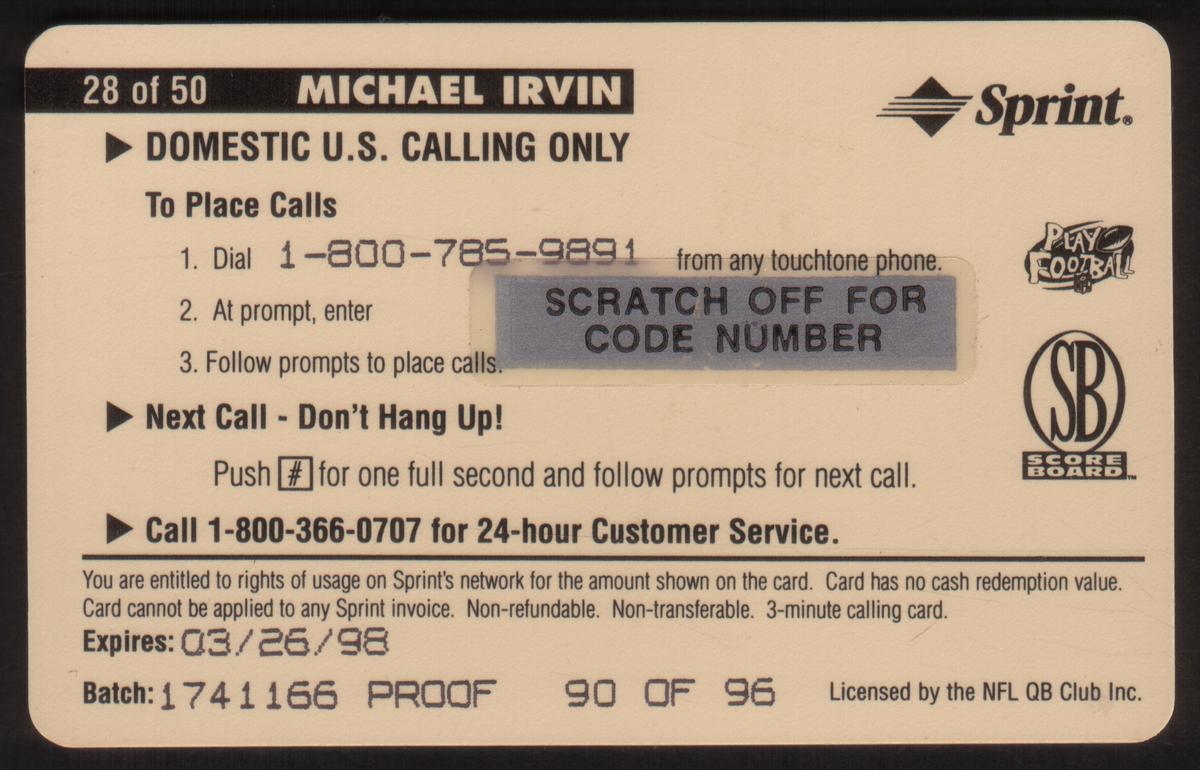 28 of 50 MICHAEL IRVIN
Sprint®
▶ DOMESTIC U.S. CALLING ONLY
To Place Calls
1. Dial 1-800-785-9891 from any touchtone phone.
PLAY FOOTBALL
NFL
SCRATCH OFF FOR
CODE NUMBER
2. At prompt, enter
3. Follow prompts to place calls.
SB
SCORE
BOARD™
▶ Next Call - Don't Hang Up!
Push # for one full second and follow prompts for next call.
▶ Call 1-800-366-0707 for 24-hour Customer Service.
You are entitled to rights of usage on Sprint's network for the amount shown on the card. Card has no cash redemption value.
Card cannot be applied to any Sprint invoice. Non-refundable. Non-transferable. 3-minute calling card.
Expires: 03/26/98
Batch: 1741166 PROOF 90 OF 96 Licensed by the NFL QB Club Inc.